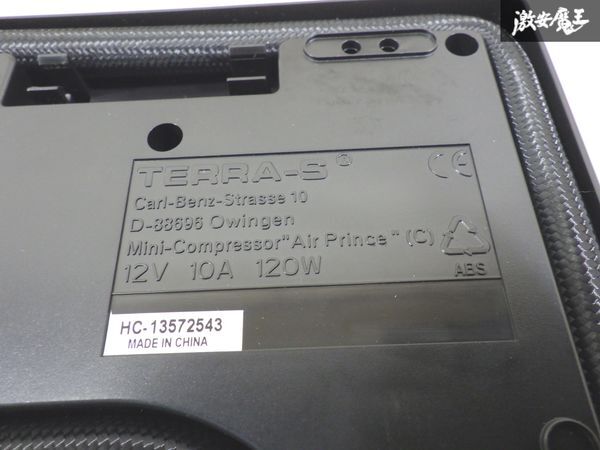 激安魔王
TERRA-S®
Carl-Benz-Strasse 10
D-88696 Owingen
Mini-Compressor"Air Prince" (C)
12V 10A 120W
CE
ABS
HC-13572543
MADE IN CHINA